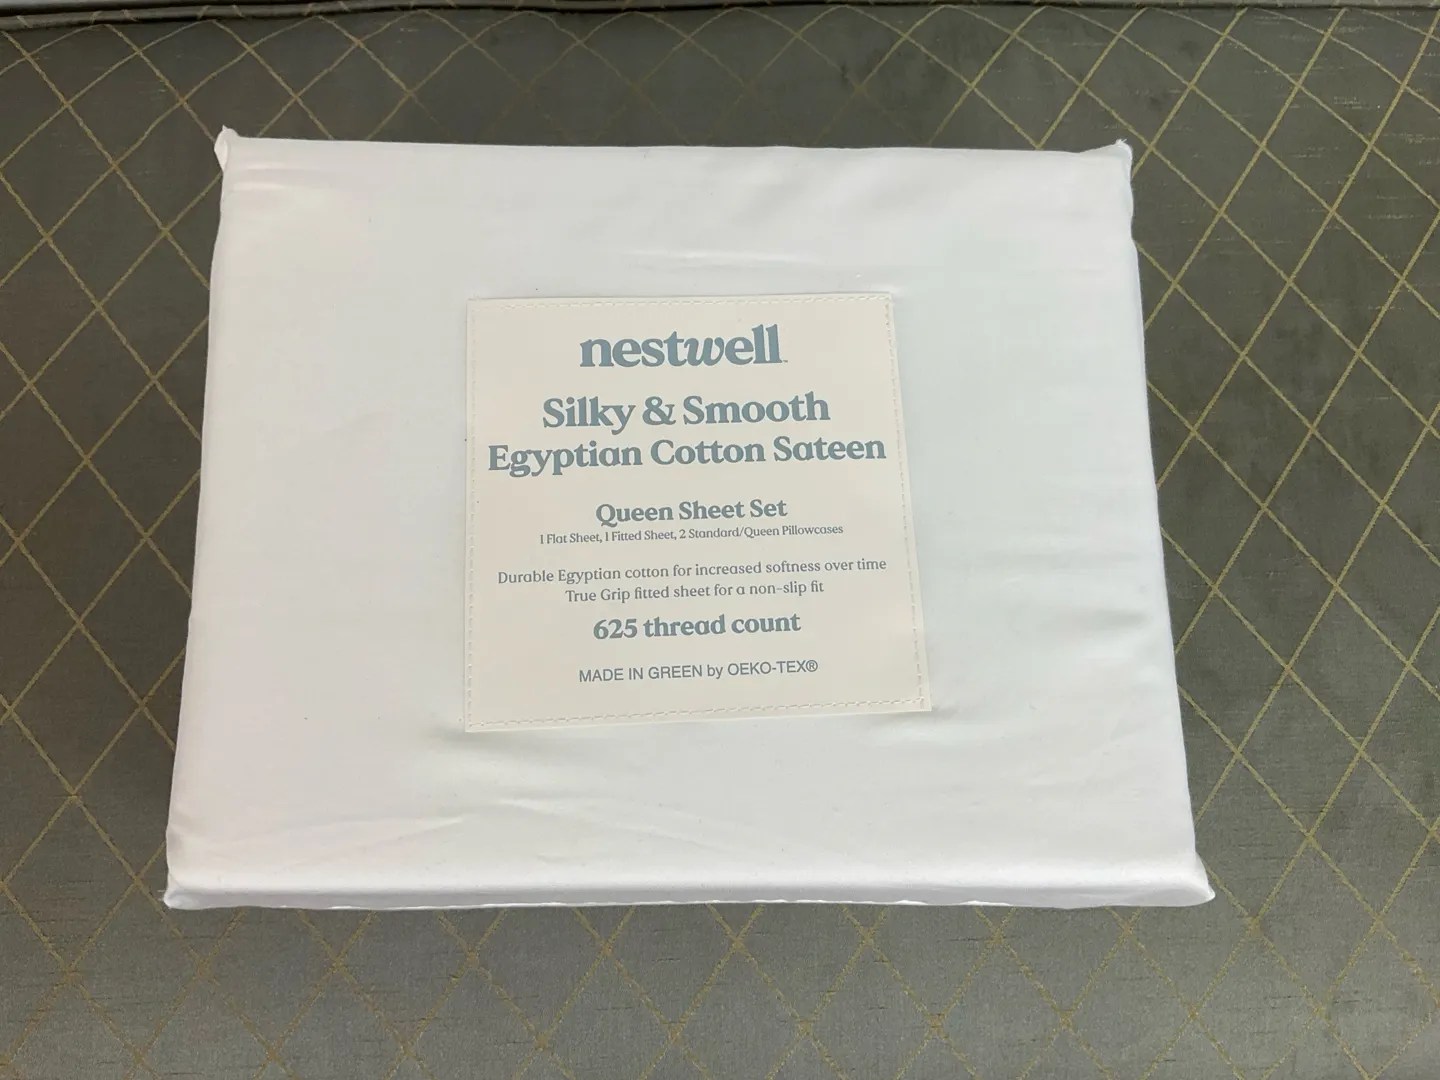 nestwell™
Silky & Smooth
Egyptian Cotton Sateen
Queen Sheet Set
1 Flat Sheet, 1 Fitted Sheet, 2 Standard/Queen Pillowcases
Durable Egyptian cotton for increased softness over time
True Grip fitted sheet for a non-slip fit
625 thread count
MADE IN GREEN by OEKO-TEX®